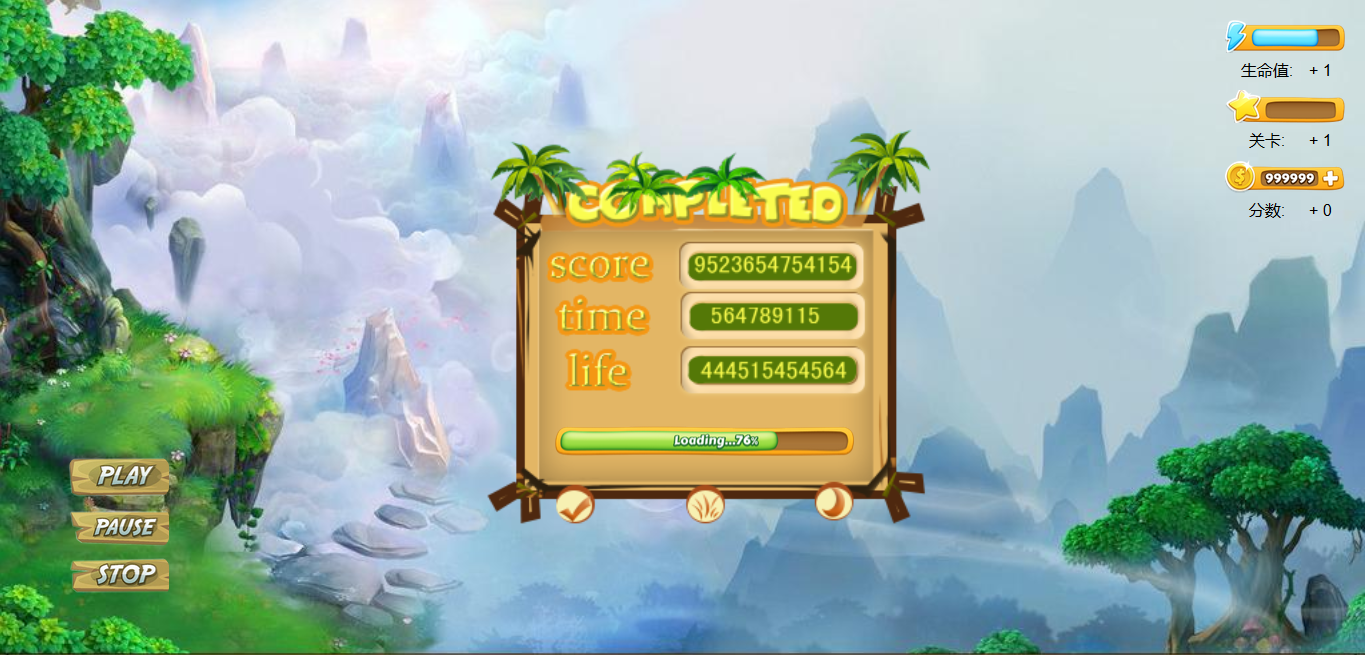 生命值: + 1
关卡: + 1
999999
分数: + 0
COMPLETED
score 9523654754154
time 564789115
life 444515454564
Loading...76%
PLAY
PAUSE
STOP